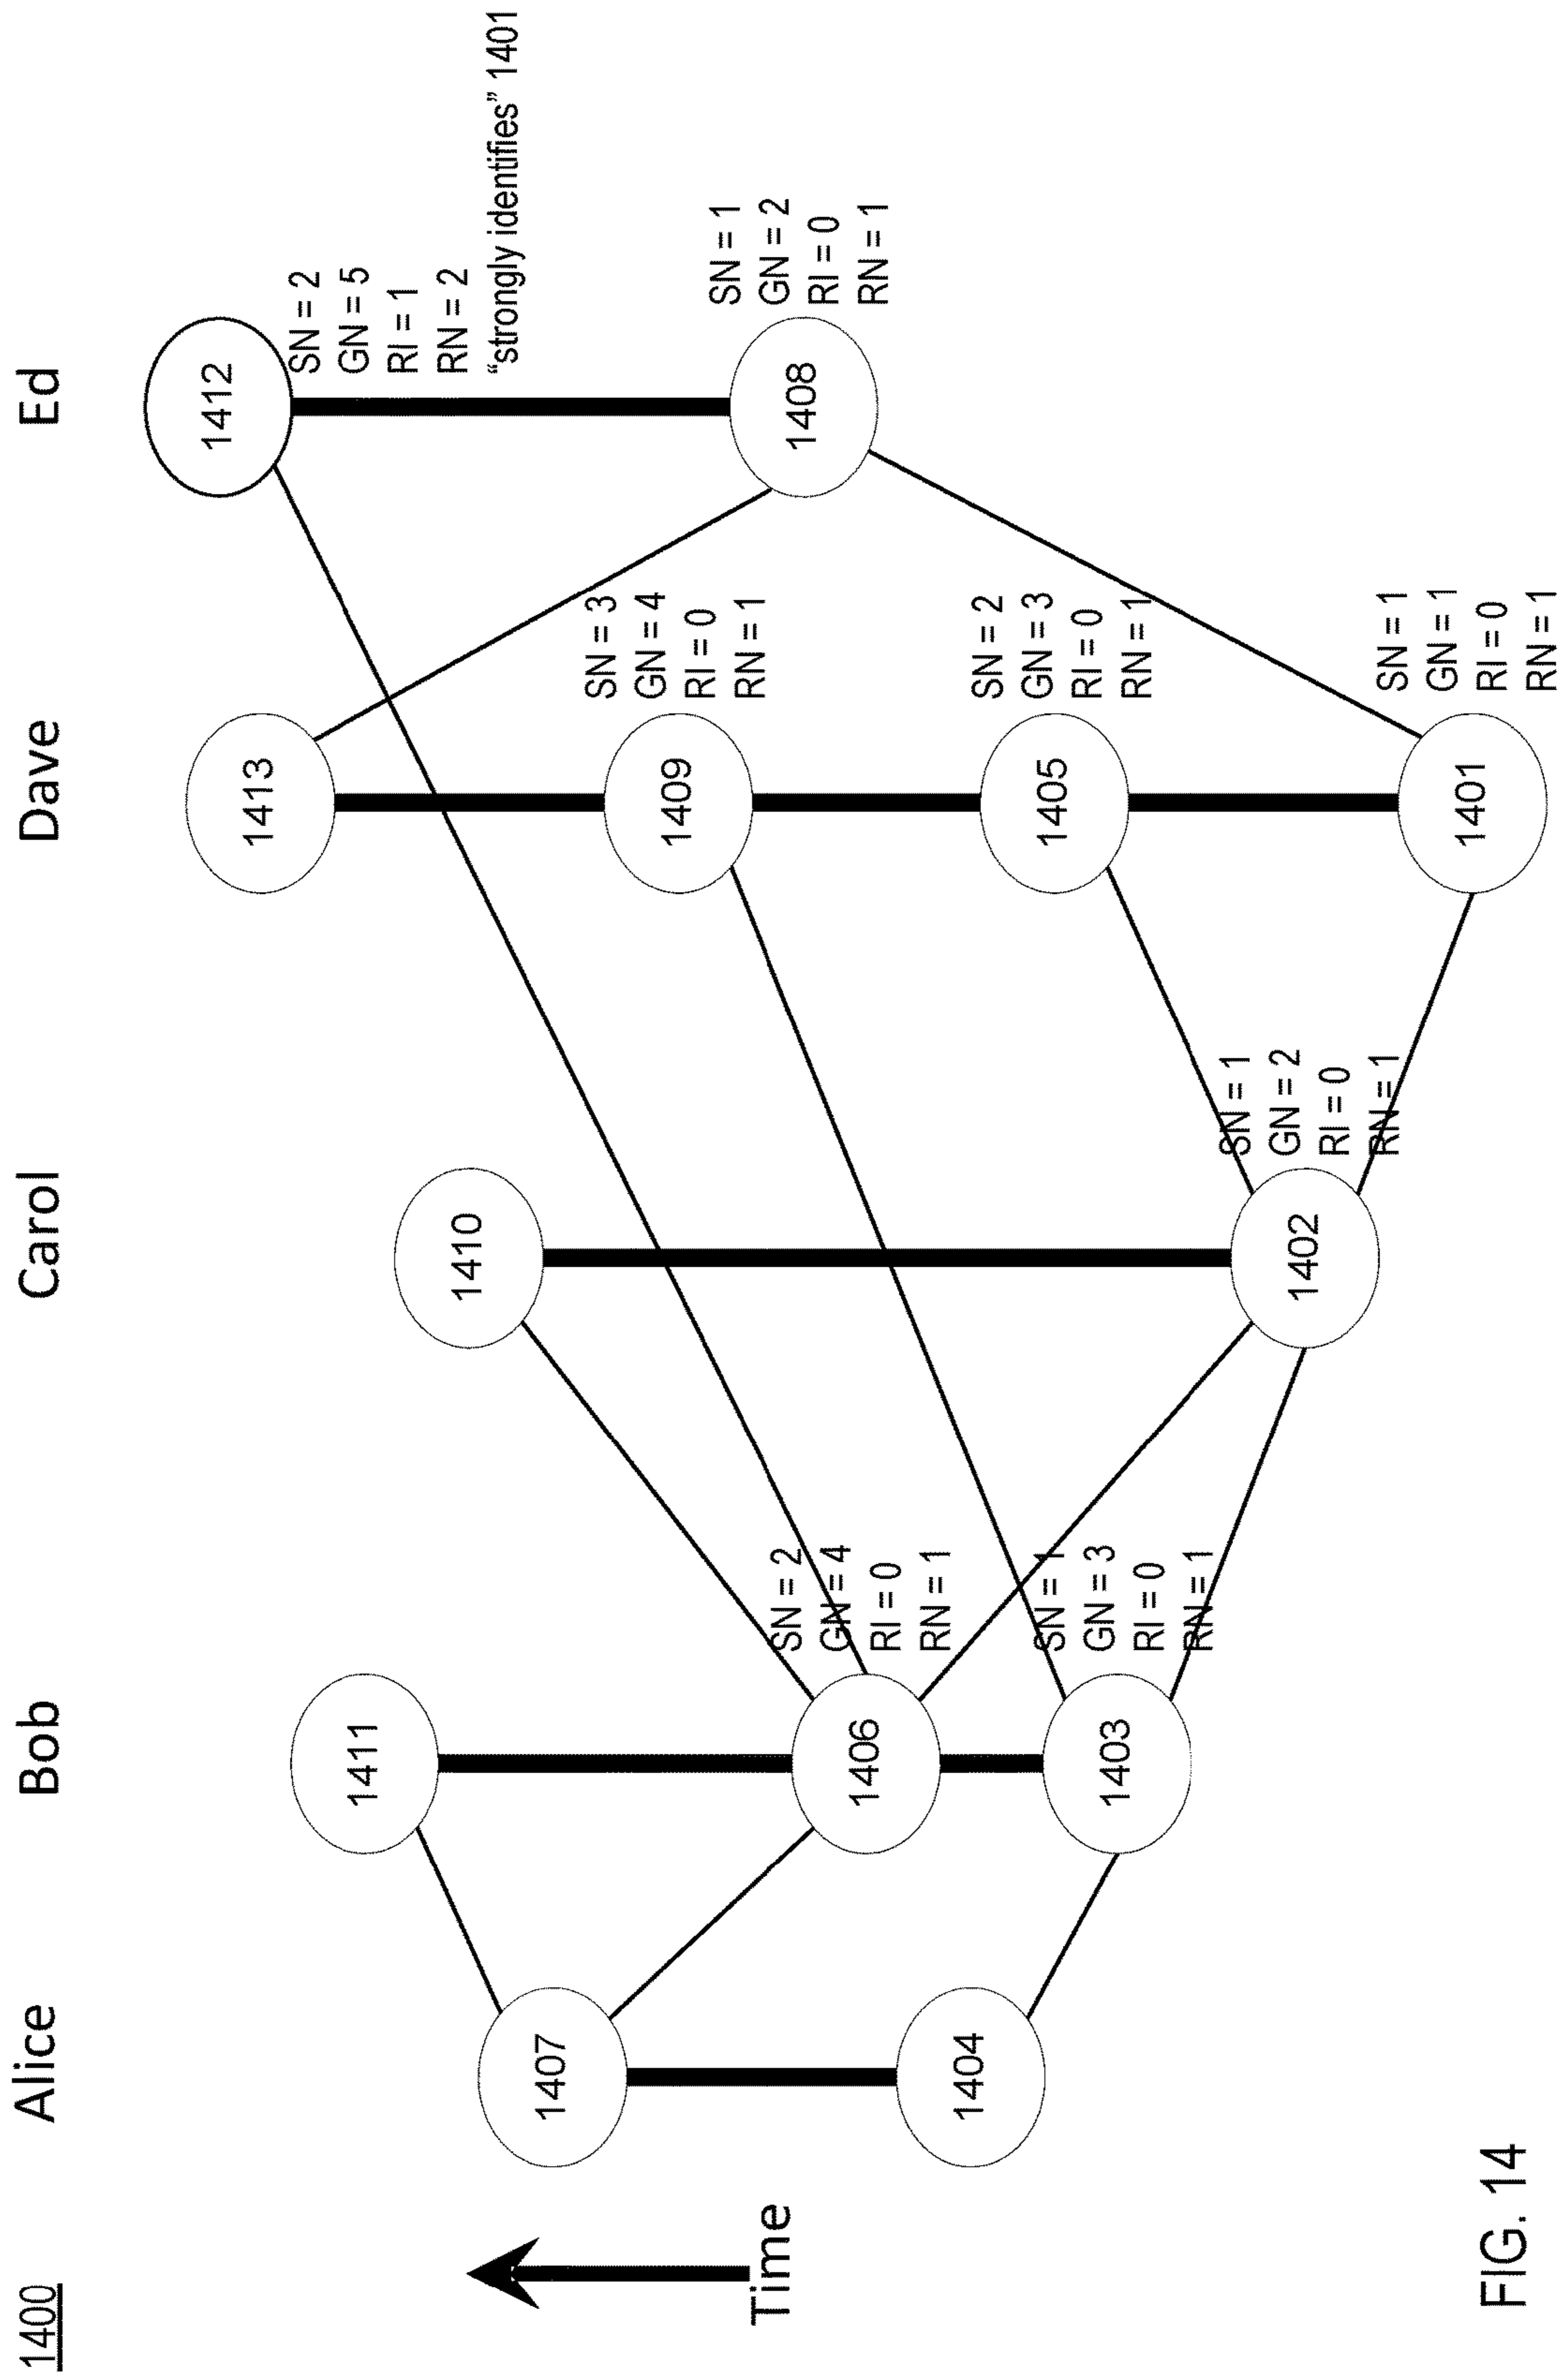 1400
Alice
Bob
Carol
Dave
Ed
1412
SN = 2
GN = 5
RI = 1
RN = 2
“strongly identifies” 1401
1413
1411
1410
1407
1409
SN = 3
GN = 4
RI = 0
RN = 1
1408
SN = 1
GN = 2
RI = 0
RN = 1
1406
SN = 2
GN = 4
RI = 0
RN = 1
1404
1405
SN = 2
GN = 3
RI = 0
RN = 1
1403
SN = 1
GN = 3
RI = 0
RN = 1
1402
SN = 1
GN = 2
RI = 0
RN = 1
1401
SN = 1
GN = 1
RI = 0
RN = 1
Time
FIG. 14